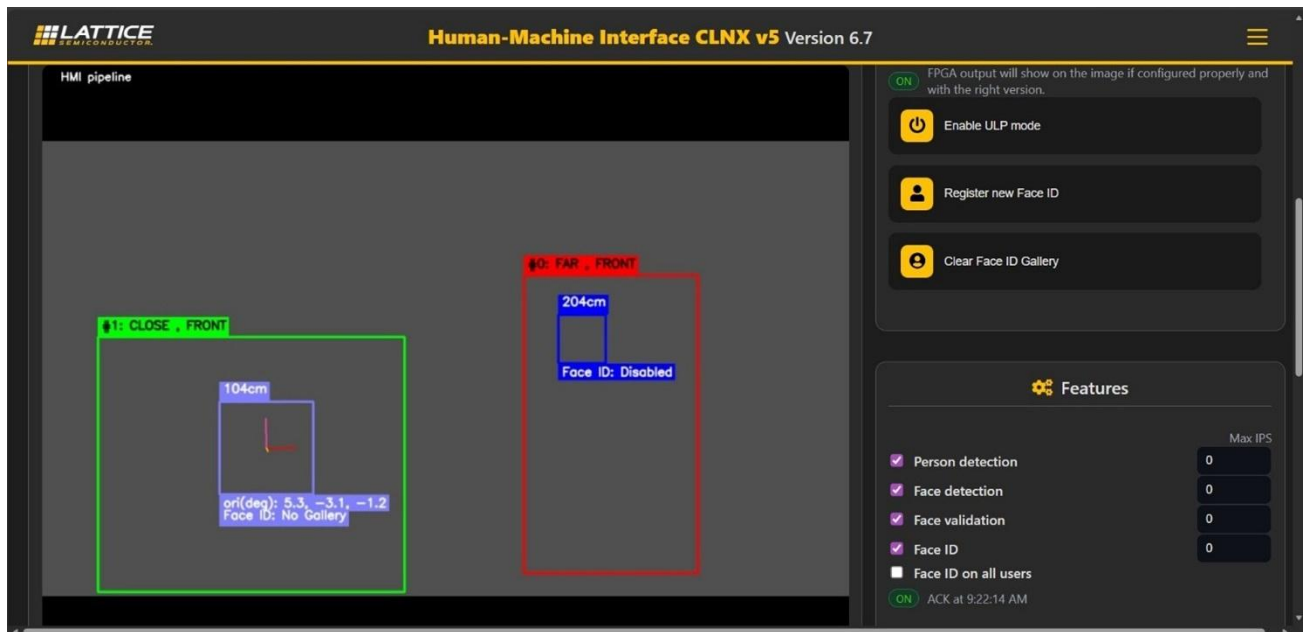 LATTICE
SEMICONDUCTOR.
Human-Machine Interface CLNX v5 Version 6.7
HMI pipeline
#0: FAR , FRONT
204cm
Face ID: Disabled
#1: CLOSE , FRONT
104cm
ori(deg): 5.3, -3.1, -1.2
Face ID: No Gallery
ON FPGA output will show on the image if configured properly and
with the right version.
Enable ULP mode
Register new Face ID
Clear Face ID Gallery
Features
Max IPS
Person detection 0
Face detection 0
Face validation 0
Face ID 0
Face ID on all users
ON ACK at 9:22:14 AM